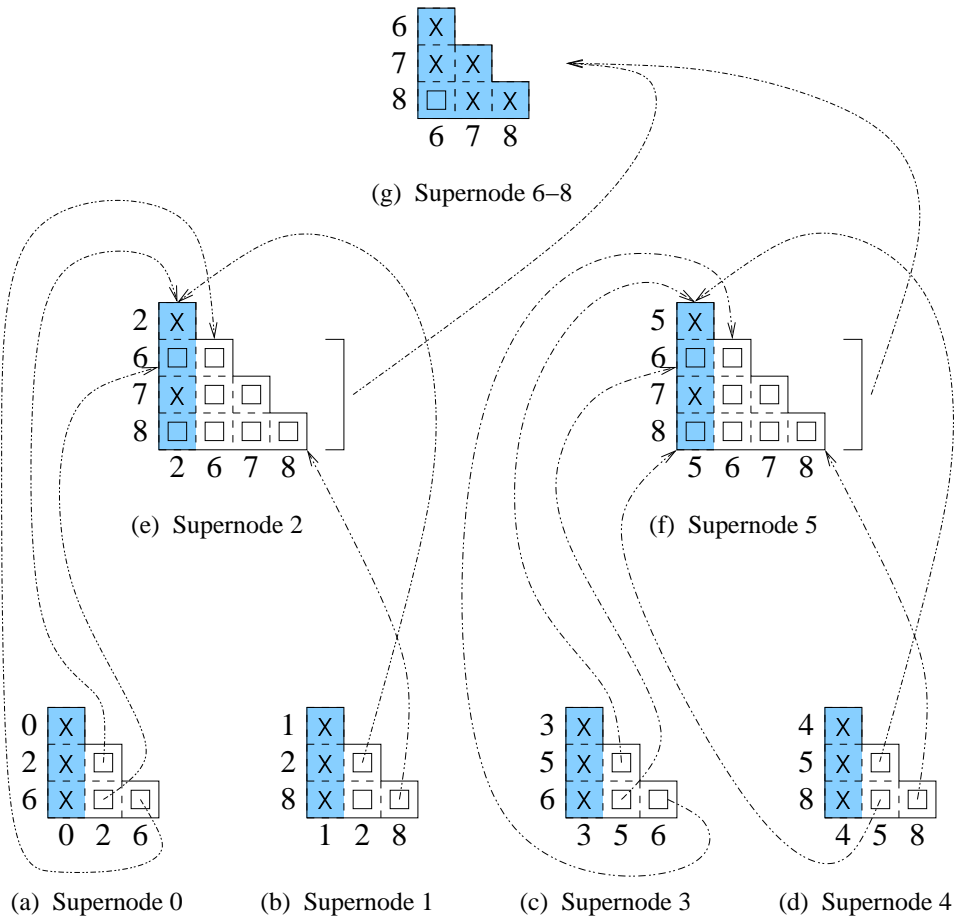 6 X
7 X X
8 X X
6 7 8
(g) Supernode 6–8
2 X
6
7 X
8
2 6 7 8
(e) Supernode 2
5 X
6
7 X
8
5 6 7 8
(f) Supernode 5
0 X
2 X
6 X
0 2 6
(a) Supernode 0
1 X
2 X
8 X
1 2 8
(b) Supernode 1
3 X
5 X
6 X
3 5 6
(c) Supernode 3
4 X
5 X
8 X
4 5 8
(d) Supernode 4